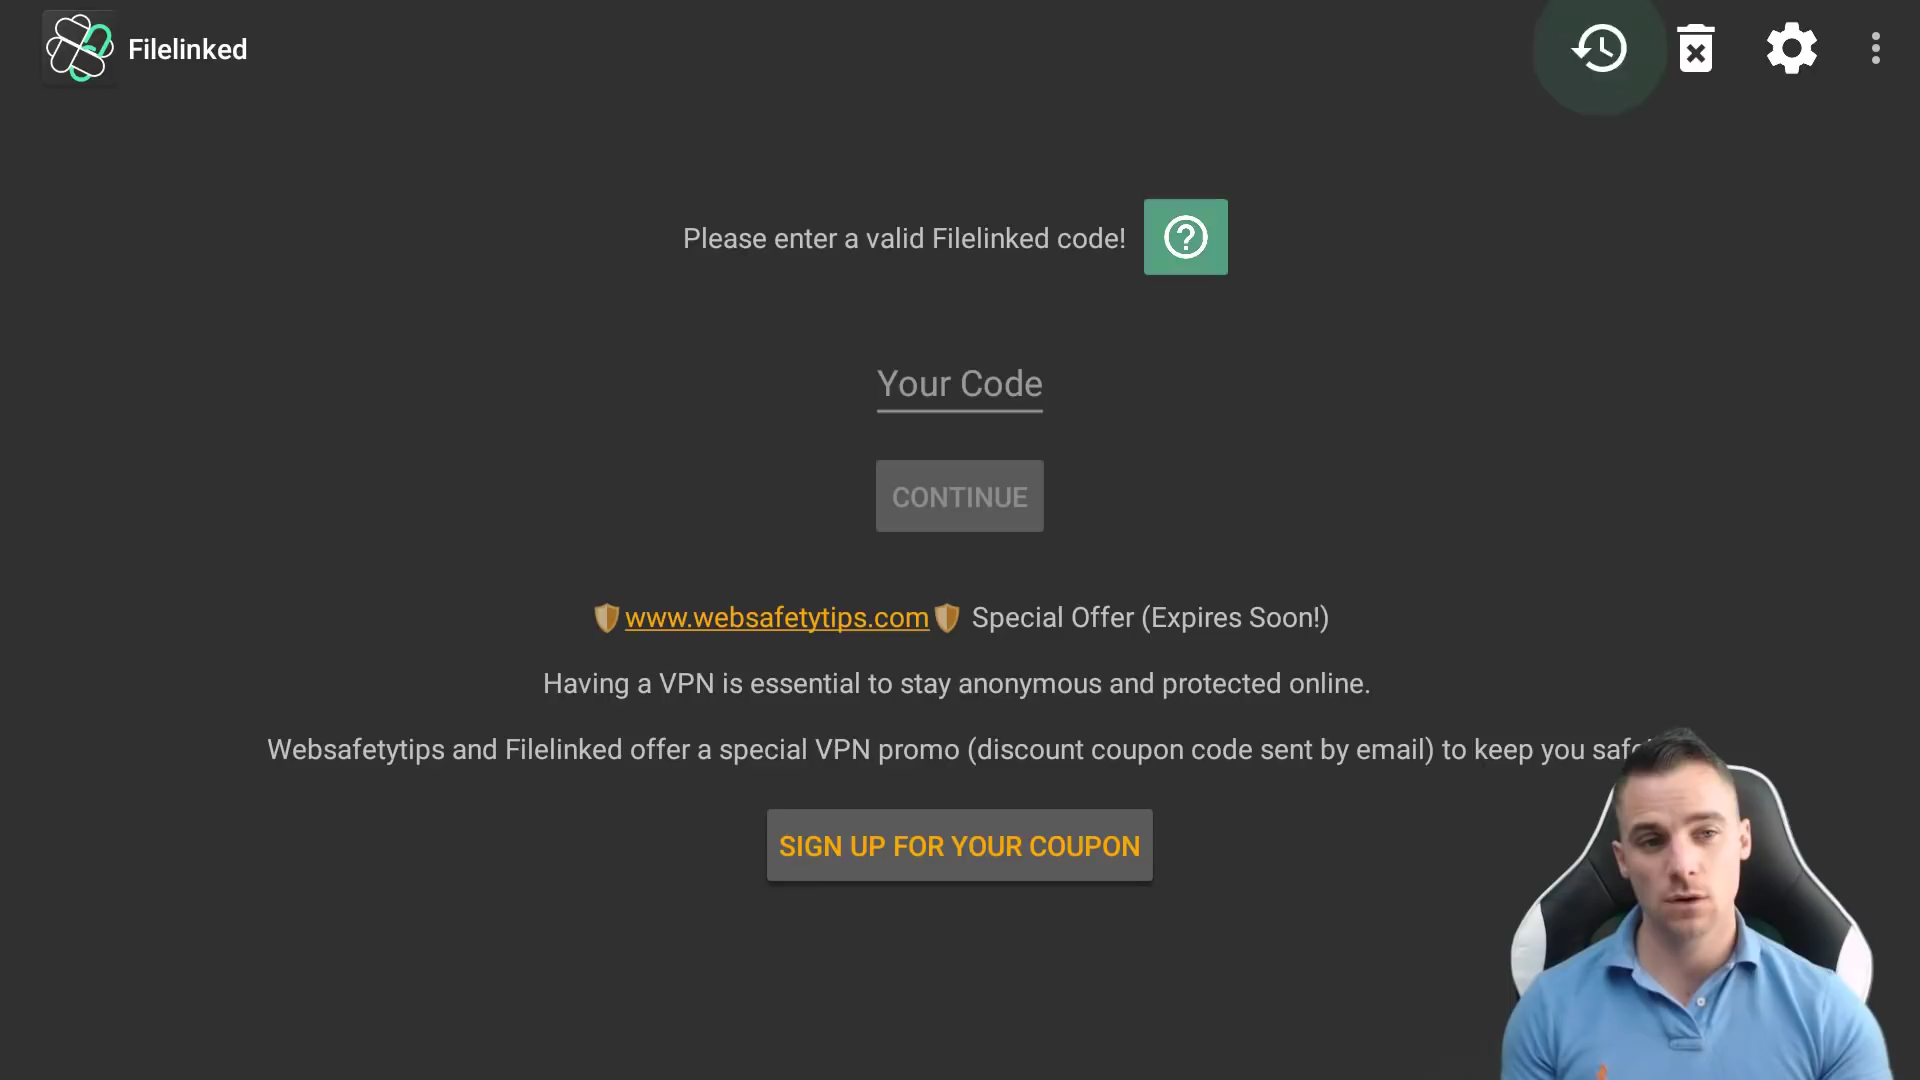 Filelinked
Please enter a valid Filelinked code!
Your Code
CONTINUE
www.websafetytips.com Special Offer (Expires Soon!)
Having a VPN is essential to stay anonymous and protected online.
Websafetytips and Filelinked offer a special VPN promo (discount coupon code sent by email) to keep you safe
SIGN UP FOR YOUR COUPON